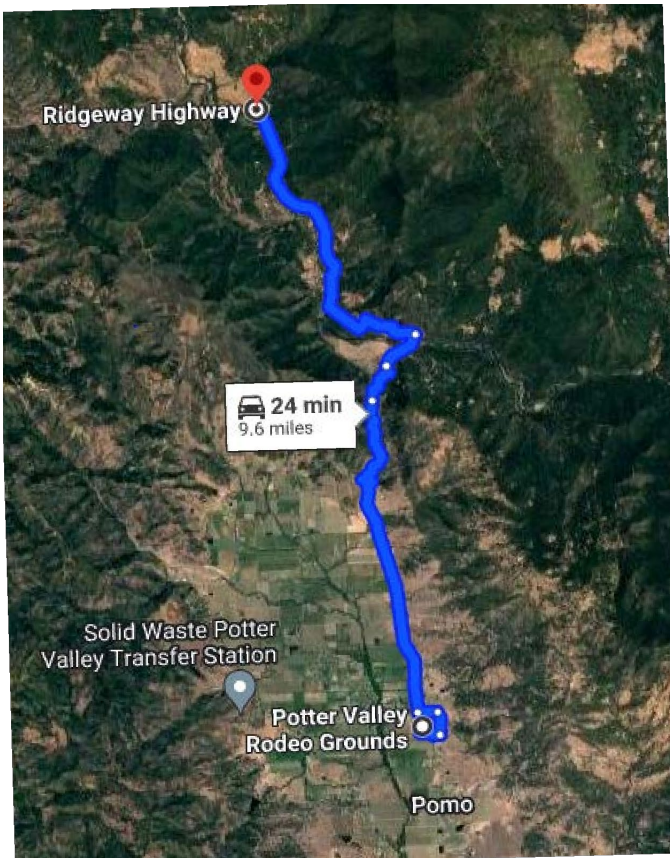 Ridgeway Highway
24 min
9.6 miles
Solid Waste Potter
Valley Transfer Station
Potter Valley
Rodeo Grounds
Pomo